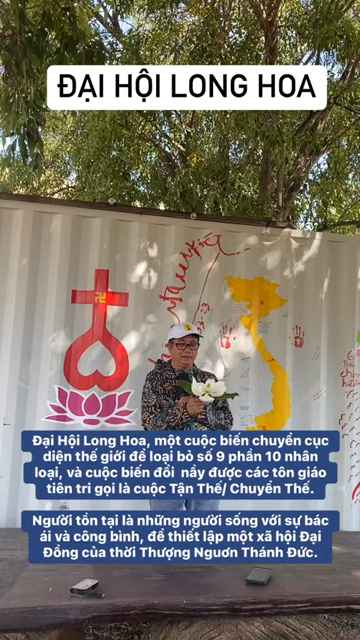 ĐẠI HỘI LONG HOA
Đại Hội Long Hoa, một cuộc biến chuyển cục
diện thế giới để loại bỏ số 9 phần 10 nhân
loại, và cuộc biến đổi nầy được các tôn giáo
tiên tri gọi là cuộc Tận Thế/ Chuyển Thế.
Người tồn tại là những người sống với sự bác
ái và công bình, để thiết lập một xã hội Đại
Đồng của thời Thượng Nguơn Thánh Đức.